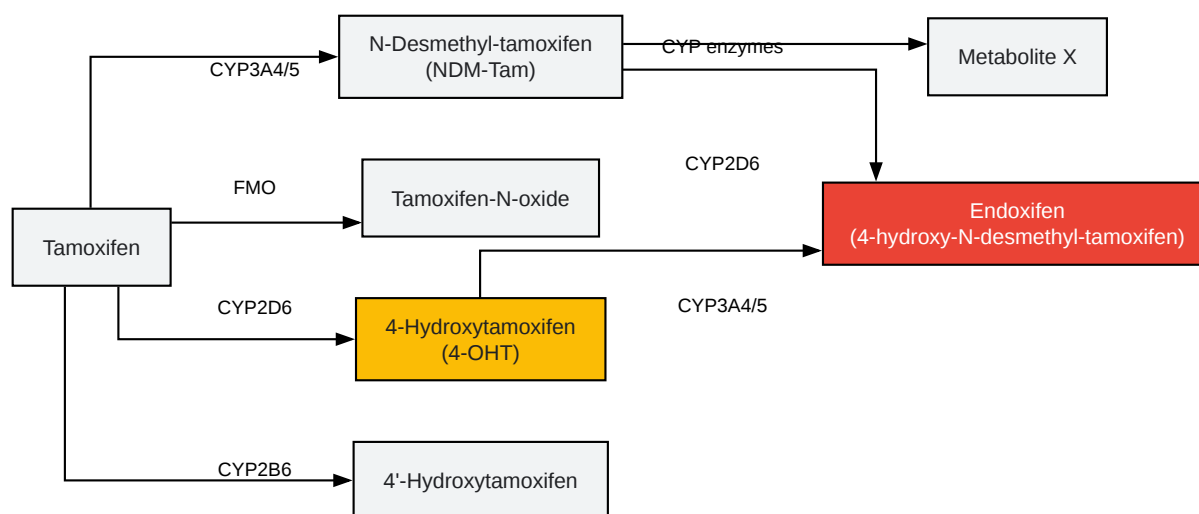 N-Desmethyl-tamoxifen
(NDM-Tam)
CYP enzymes
Metabolite X
CYP3A4/5
CYP2D6
FMO
Tamoxifen-N-oxide
Endoxifen
(4-hydroxy-N-desmethyl-tamoxifen)
Tamoxifen
CYP2D6
4-Hydroxytamoxifen
(4-OHT)
CYP3A4/5
CYP2B6
4'-Hydroxytamoxifen